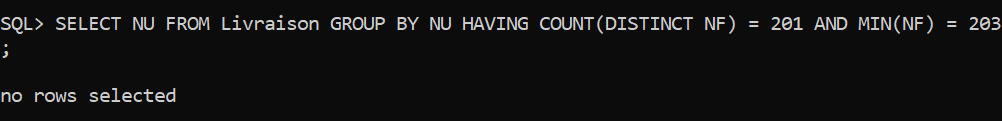 SQL> SELECT NU FROM Livraison GROUP BY NU HAVING COUNT(DISTINCT NF) = 201 AND MIN(NF) = 203
;
no rows selected